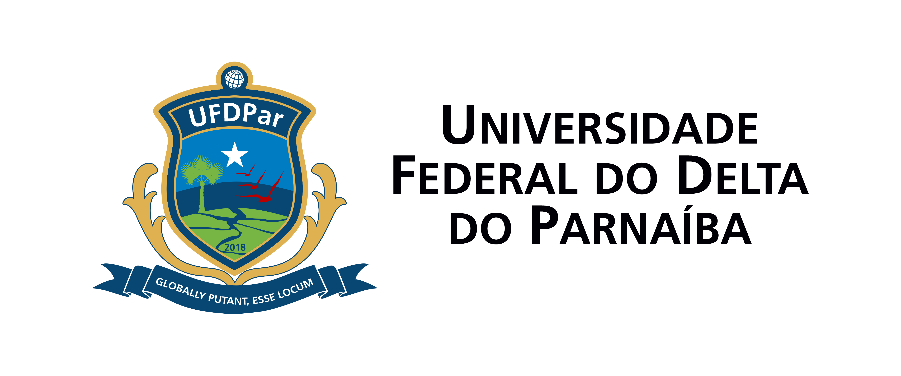 UFDPar
2018
GLOBALLY PUTANT, ESSE LOCUM
UNIVERSIDADE
FEDERAL DO DELTA
DO PARNAÍBA